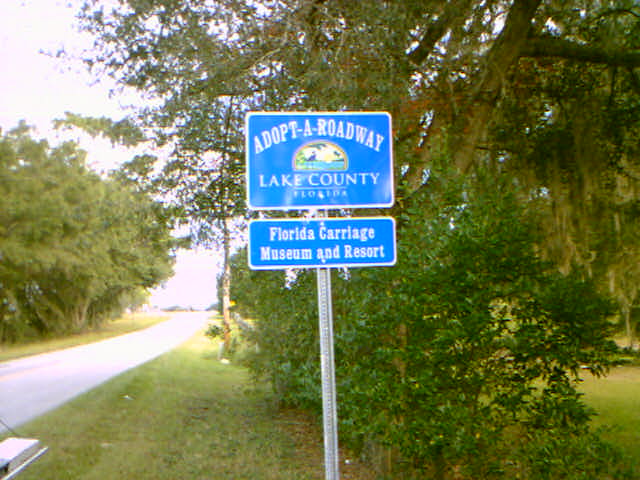 ADOPT-A-ROADWAY
LAKE COUNTY
FLORIDA
Florida Carriage
Museum and Resort